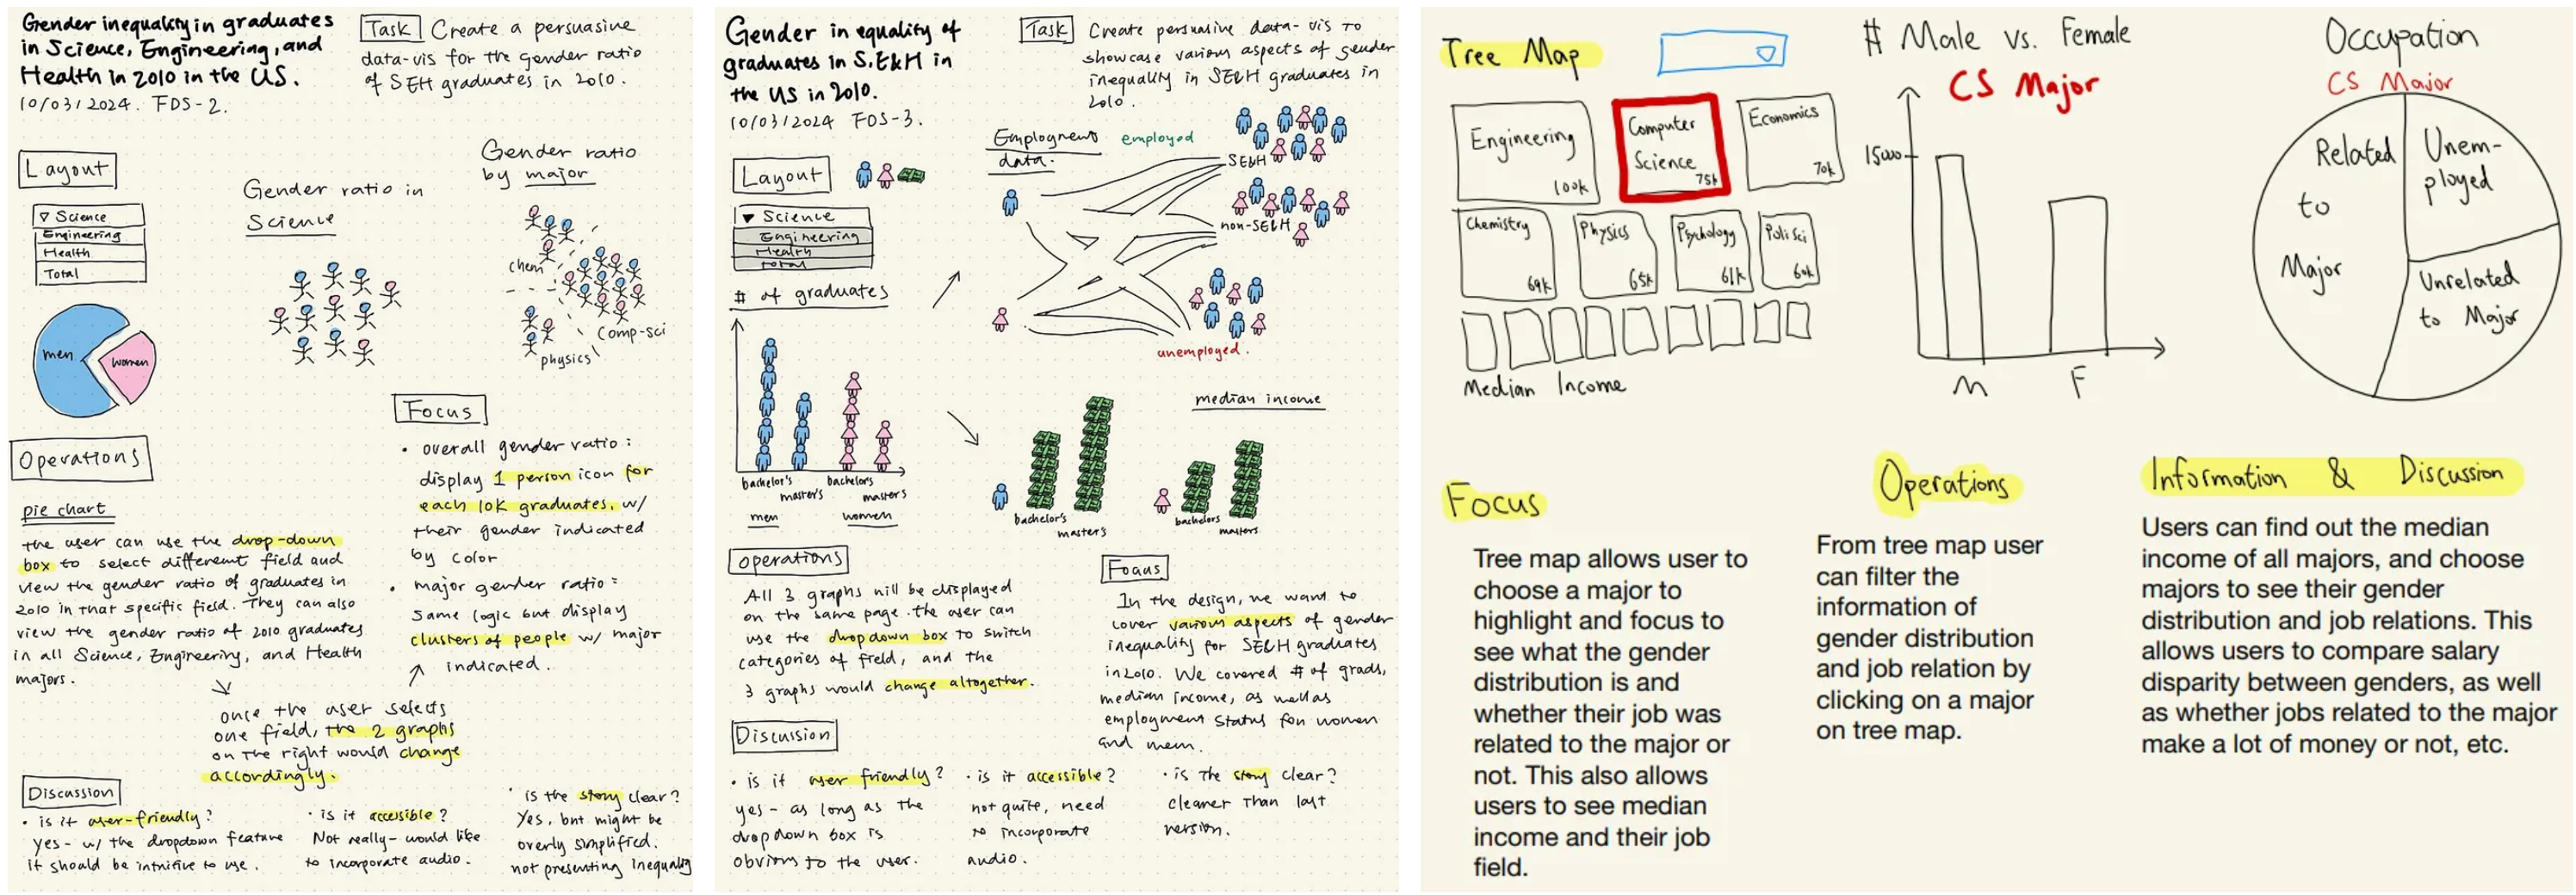 Gender inequality in graduates
in Science, Engineering, and
Health in 2010 in the US.
10/03/2024. FDS-2.
Task Create a persuasive
data-vis for the gender ratio
of SEH graduates in 2010.
Layout
▽ Science
Engineering
Health
Total
men
women
Gender ratio in
Science
Gender ratio
by major
chem
comp-sci
physics
Operations
pie chart
the user can use the drop-down
box to select different field and
view the gender ratio of graduates in
2010 in that specific field. They can also
view the gender ratio of 2010 graduates
in all Science, Engineering, and Health
majors.
once the user selects
one field, the 2 graphs
on the right would change
accordingly.
Focus
• overall gender ratio:
display 1 person icon for
each 10K graduates, w/
their gender indicated
by color
• major gender ratio:
same logic but display
clusters of people w/ major
indicated.
Discussion
• is it user-friendly?
Yes- w/ the dropdown feature
it should be intuitive to use.
• is it accessible?
Not really- would like
to incorporate audio.
• is the story clear?
Yes, but might be
overly simplified.
not presenting inequality
Gender in equality of
graduates in S,E&H in
the US in 2010.
10/03/2024 FDS-3.
Task Create persuasive data-vis to
showcase various aspects of gender
inequality in SE&H graduates in
2010.
Layout
▼ Science
Engineering
Health
Total
# of graduates
bachelor's
master's
bachelors
masters
men
women
Employment
data.
employed
SE&H
non-SE&H
unemployed.
median income
bachelor's
master's
bachelors
masters
operations
All 3 graphs will be displayed
on the same page. the user can
use the dropdown box to switch
categories of field, and the
3 graphs would change altogether.
Focus
In the design, we want to
cover various aspects of gender
inequality for SE&H graduates
in 2010. We covered # of grads,
median income, as well as
employment status for women
and men.
Discussion
• is it user friendly?
yes- as long as the
dropdown box is
obvious to the user.
• is it accessible?
not quite, need
to incorporate
audio.
• is the story clear?
cleaner than last
version.
Tree Map
Engineering
100k
Computer
Science
75k
Economics
70k
Chemistry
69k
Physics
65k
Psychology
61k
Poli Sci
60k
Median Income
# Male vs. Female
CS Major
15000
M
F
Occupation
CS Major
Related
to
Major
Unem-
ployed
Unrelated
to Major
Focus
Tree map allows user to
choose a major to
highlight and focus to
see what the gender
distribution is and
whether their job was
related to the major or
not. This also allows
users to see median
income and their job
field.
Operations
From tree map user
can filter the
information of
gender distribution
and job relation by
clicking on a major
on tree map.
Information & Discussion
Users can find out the median
income of all majors, and choose
majors to see their gender
distribution and job relations. This
allows users to compare salary
disparity between genders, as well
as whether jobs related to the major
make a lot of money or not, etc.